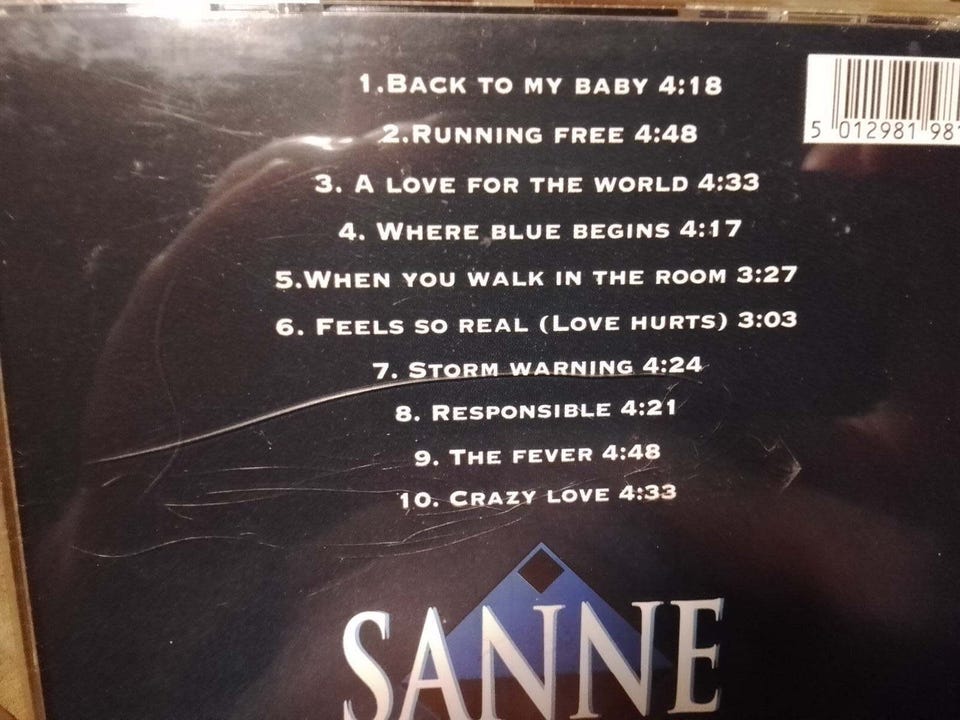 1.BACK TO MY BABY 4:18
2.RUNNING FREE 4:48
3. A LOVE FOR THE WORLD 4:33
4. WHERE BLUE BEGINS 4:17
5.WHEN YOU WALK IN THE ROOM 3:27
6. FEELS SO REAL (LOVE HURTS) 3:03
7. STORM WARNING 4:24
8. RESPONSIBLE 4:21
9. THE FEVER 4:48
10. CRAZY LOVE 4:33
5 012981 981
SANNE